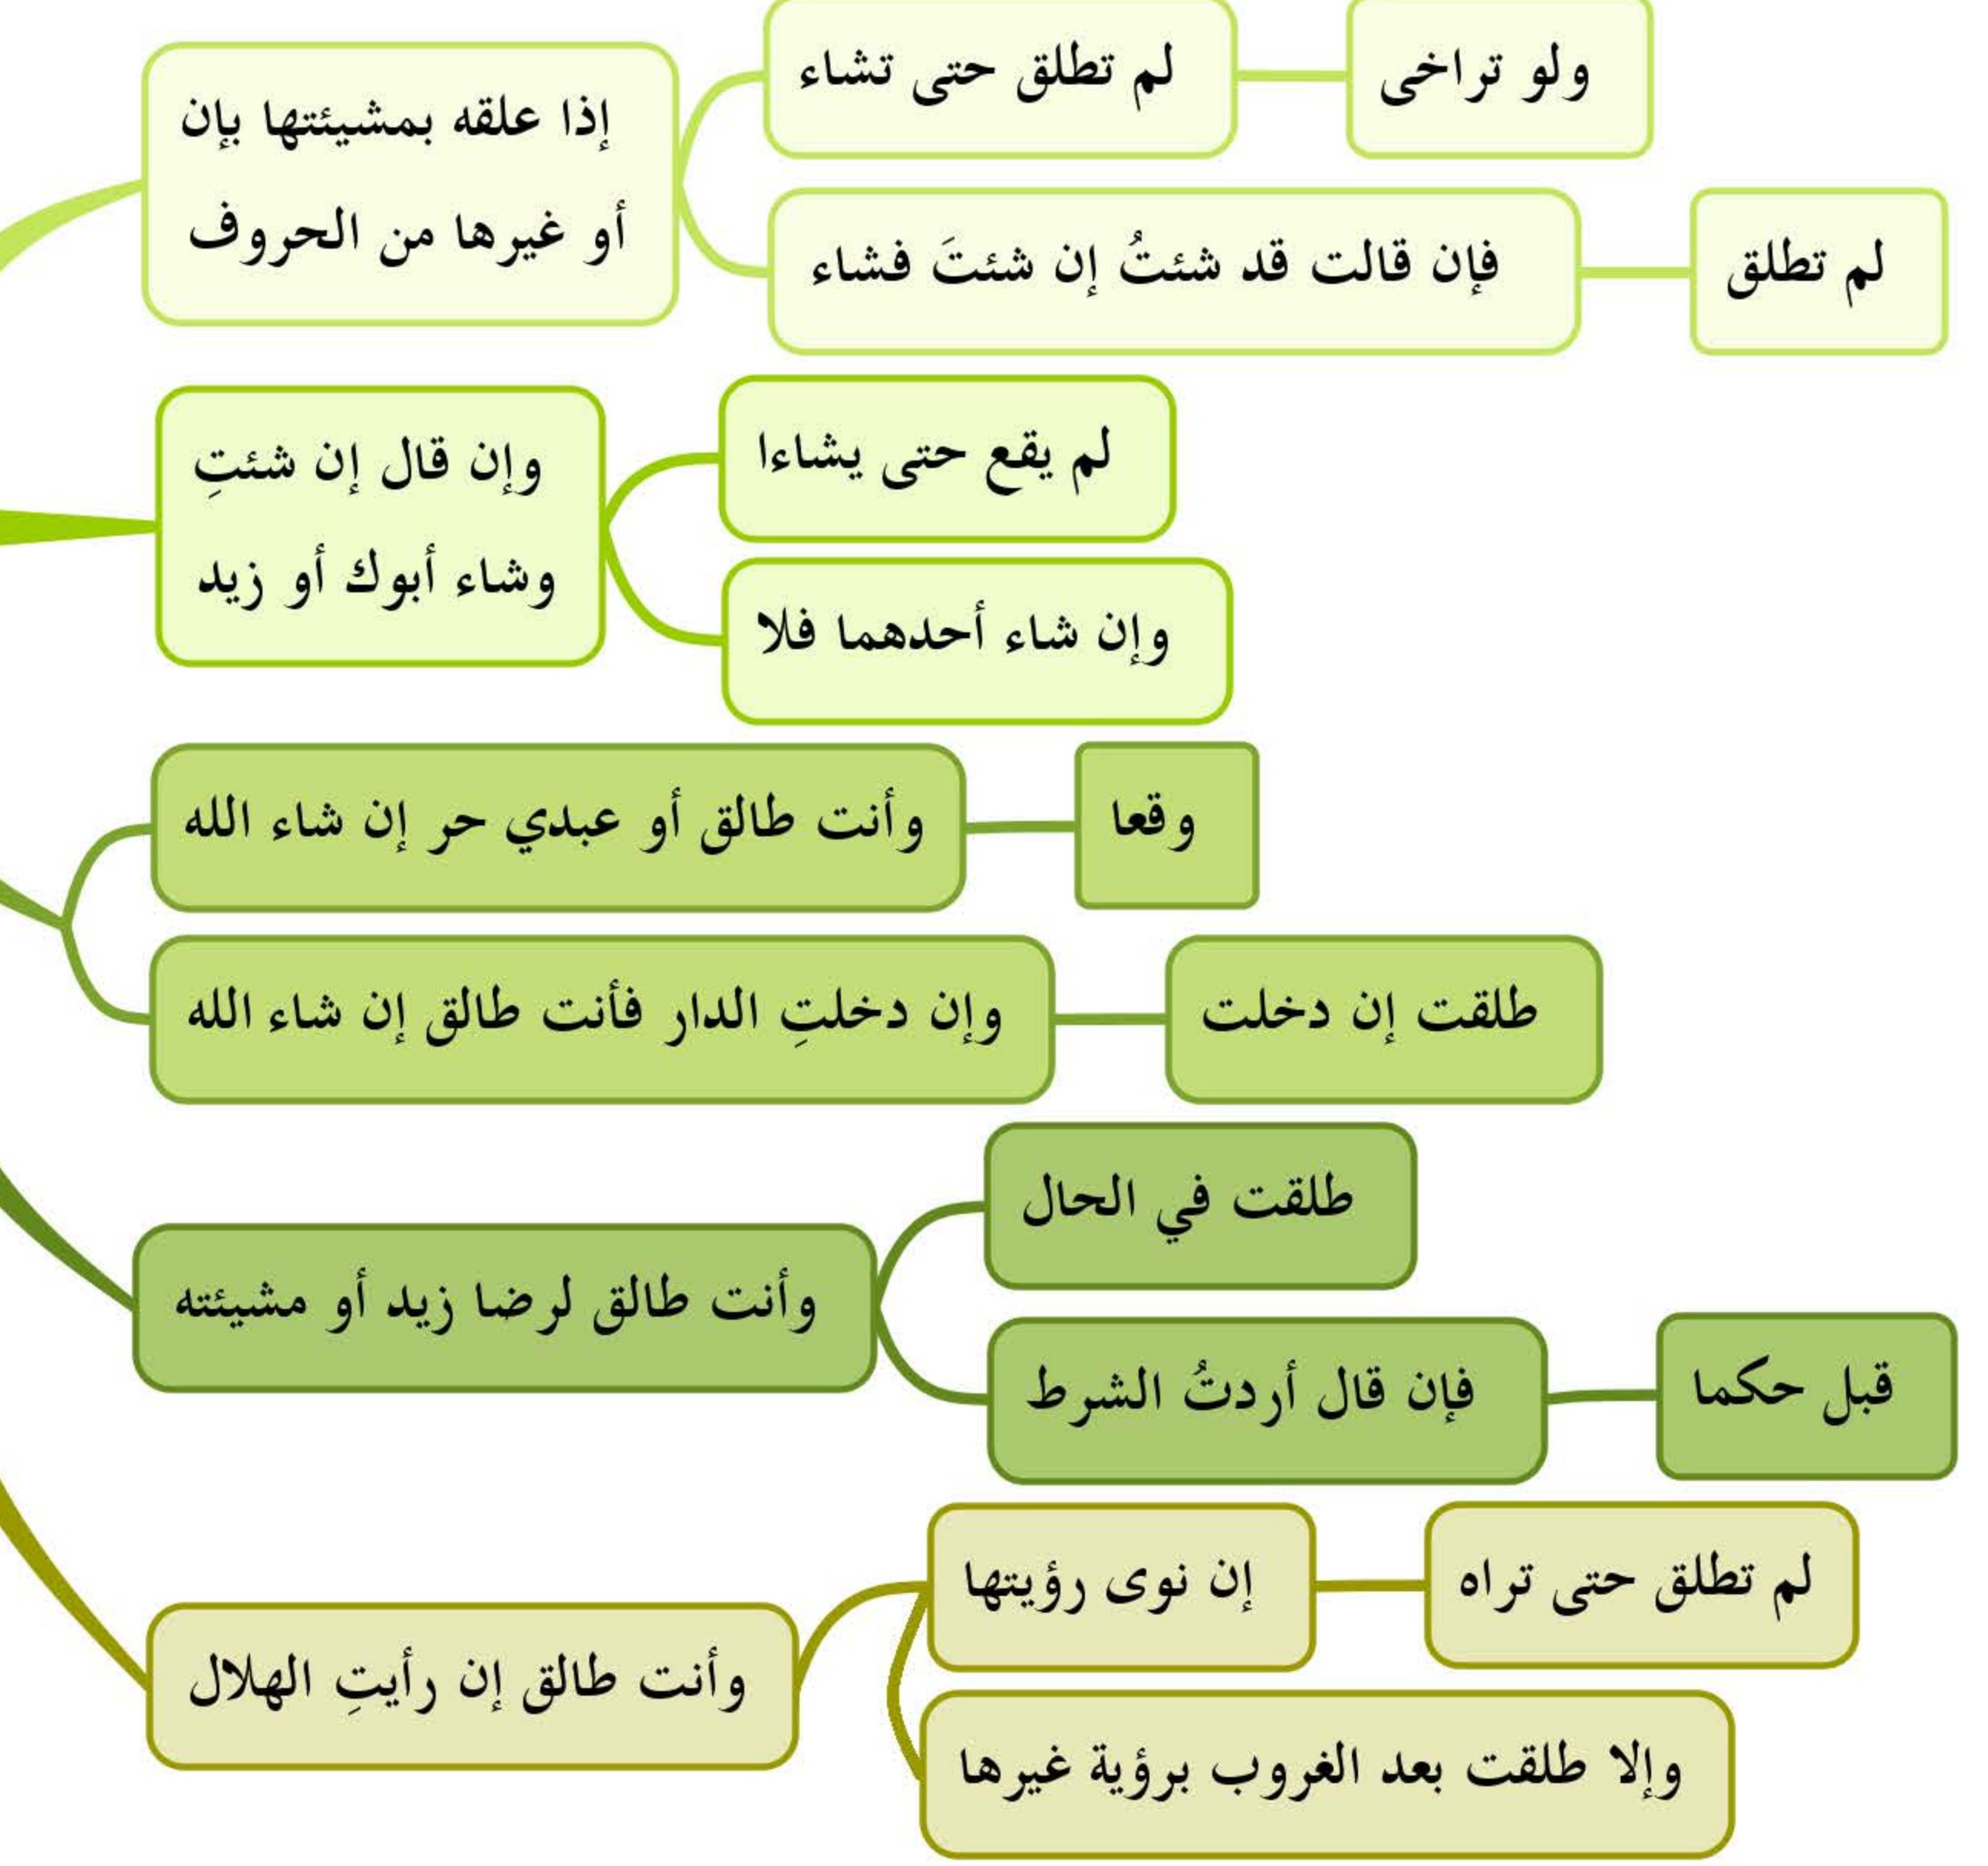 إذا علقه بمشيئتها بإن
أو غيرها من الحروف
لم تطلق حتى تشاء
ولو تراخى
فإن قالت قد شئتُ إن شئتَ فشاء
لم تطلق
وإن قال إن شئتِ
وشاء أبوك أو زيد
لم يقع حتى يشاءا
وإن شاء أحدهما فلا
وأنت طالق أو عبدي حر إن شاء الله
وقعا
وإن دخلتِ الدار فأنت طالق إن شاء الله
طلقت إن دخلت
وأنت طالق لرضا زيد أو مشيئته
طلقت في الحال
فإن قال أردتُ الشرط
قبل حكما
وأنت طالق إن رأيتِ الهلال
إن نوى رؤيتها
لم تطلق حتى تراه
وإلا طلقت بعد الغروب برؤية غيرها